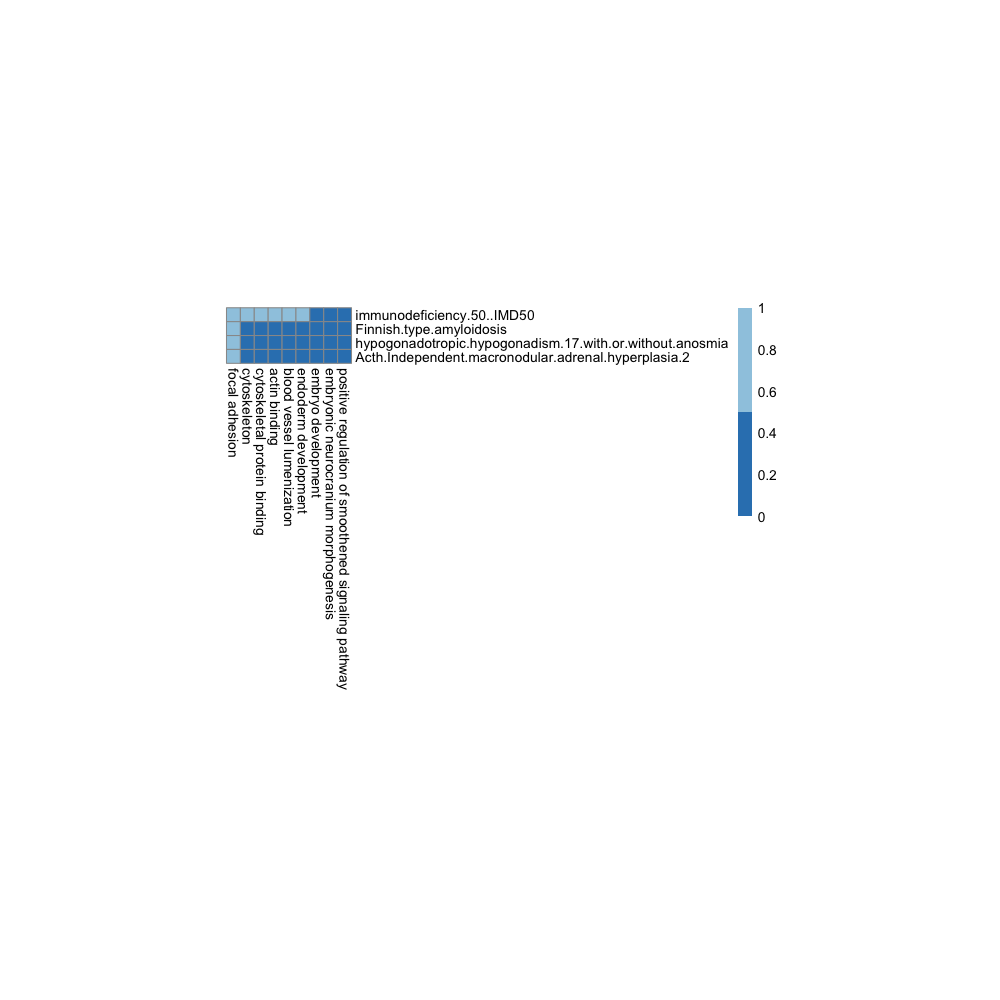 immunodeficiency.50..IMD50
Finnish.type.amyloidosis
hypogonadotropic.hypogonadism.17.with.or.without.anosmia
Acth.Independent.macronodular.adrenal.hyperplasia.2
focal adhesion
cytoskeleton
cytoskeletal protein binding
actin binding
blood vessel lumenization
endoderm development
embryo development
embryonic neurocranium morphogenesis
positive regulation of smoothened signaling pathway
1
0.8
0.6
0.4
0.2
0